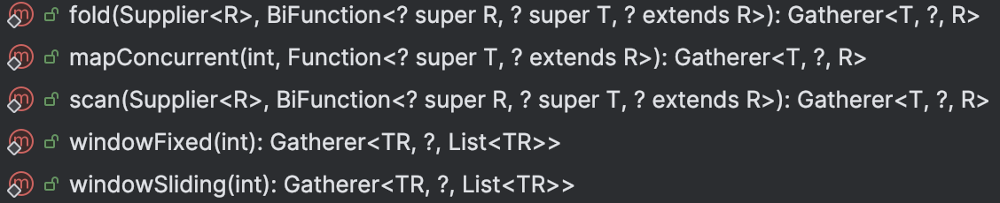 fold(Supplier<R>, BiFunction<? super R, ? super T, ? extends R>): Gatherer<T, ?, R>
mapConcurrent(int, Function<? super T, ? extends R>): Gatherer<T, ?, R>
scan(Supplier<R>, BiFunction<? super R, ? super T, ? extends R>): Gatherer<T, ?, R>
windowFixed(int): Gatherer<TR, ?, List<TR>>
windowSliding(int): Gatherer<TR, ?, List<TR>>